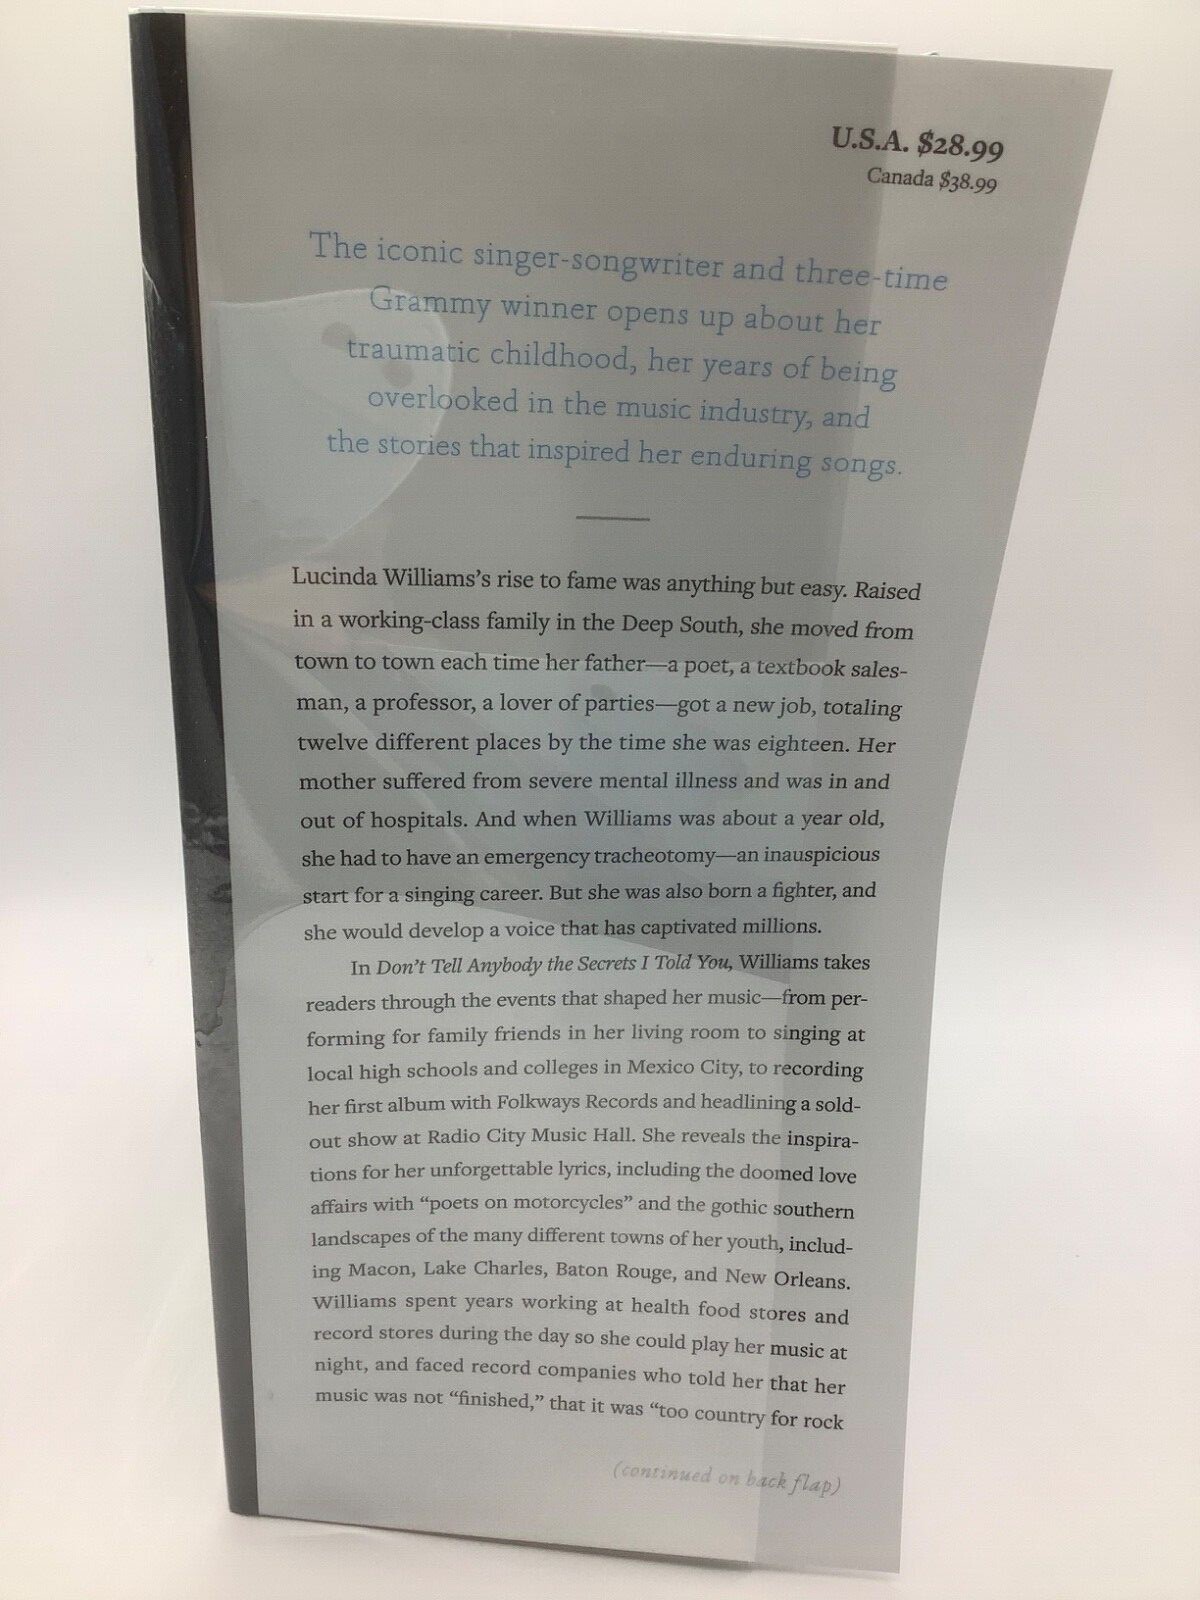 U.S.A. $28.99
Canada $38.99
The iconic singer-songwriter and three-time
Grammy winner opens up about her
traumatic childhood, her years of being
overlooked in the music industry, and
the stories that inspired her enduring songs.
Lucinda Williams's rise to fame was anything but easy. Raised
in a working-class family in the Deep South, she moved from
town to town each time her father—a poet, a textbook sales-
man, a professor, a lover of parties—got a new job, totaling
twelve different places by the time she was eighteen. Her
mother suffered from severe mental illness and was in and
out of hospitals. And when Williams was about a year old,
she had to have an emergency tracheotomy—an inauspicious
start for a singing career. But she was also born a fighter, and
she would develop a voice that has captivated millions.
In Don't Tell Anybody the Secrets I Told You, Williams takes
readers through the events that shaped her music—from per-
forming for family friends in her living room to singing at
local high schools and colleges in Mexico City, to recording
her first album with Folkways Records and headlining a sold-
out show at Radio City Music Hall. She reveals the inspira-
tions for her unforgettable lyrics, including the doomed love
affairs with “poets on motorcycles” and the gothic southern
landscapes of the many different towns of her youth, includ-
ing Macon, Lake Charles, Baton Rouge, and New Orleans.
Williams spent years working at health food stores and
record stores during the day so she could play her music at
night, and faced record companies who told her that her
music was not “finished,” that it was “too country for rock
(continued on back flap)